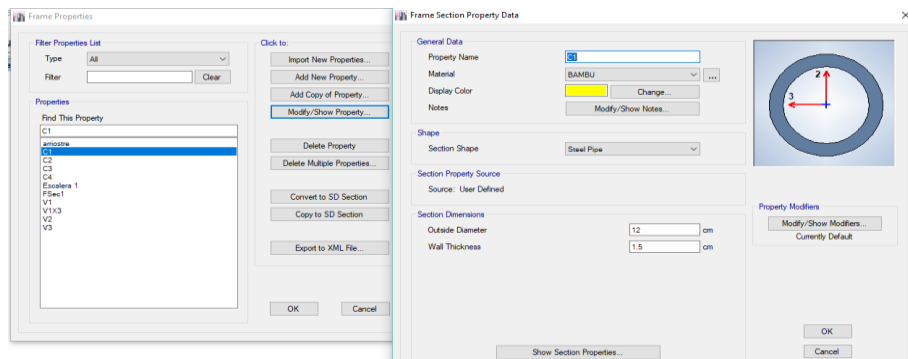 Frame Properties
Filter Properties List
Type
All
Filter
Clear
Properties
Find This Property
C1
amiostre
C1
C2
C3
C4
Escalera 1
FSec1
V1
V1X3
V2
V3
Click to:
Import New Properties...
Add New Property...
Add Copy of Property...
Modify/Show Property...
Delete Property
Delete Multiple Properties...
Convert to SD Section
Copy to SD Section
Export to XML File...
OK
Cancel
Frame Section Property Data
General Data
Property Name
C1
Material
BAMBU
...
Display Color
Change...
Notes
Modify/Show Notes...
2
3
Shape
Section Shape
Steel Pipe
Section Property Source
Source: User Defined
Section Dimensions
Outside Diameter
12
cm
Wall Thickness
1.5
cm
Property Modifiers
Modify/Show Modifiers...
Currently Default
Show Section Properties...
OK
Cancel